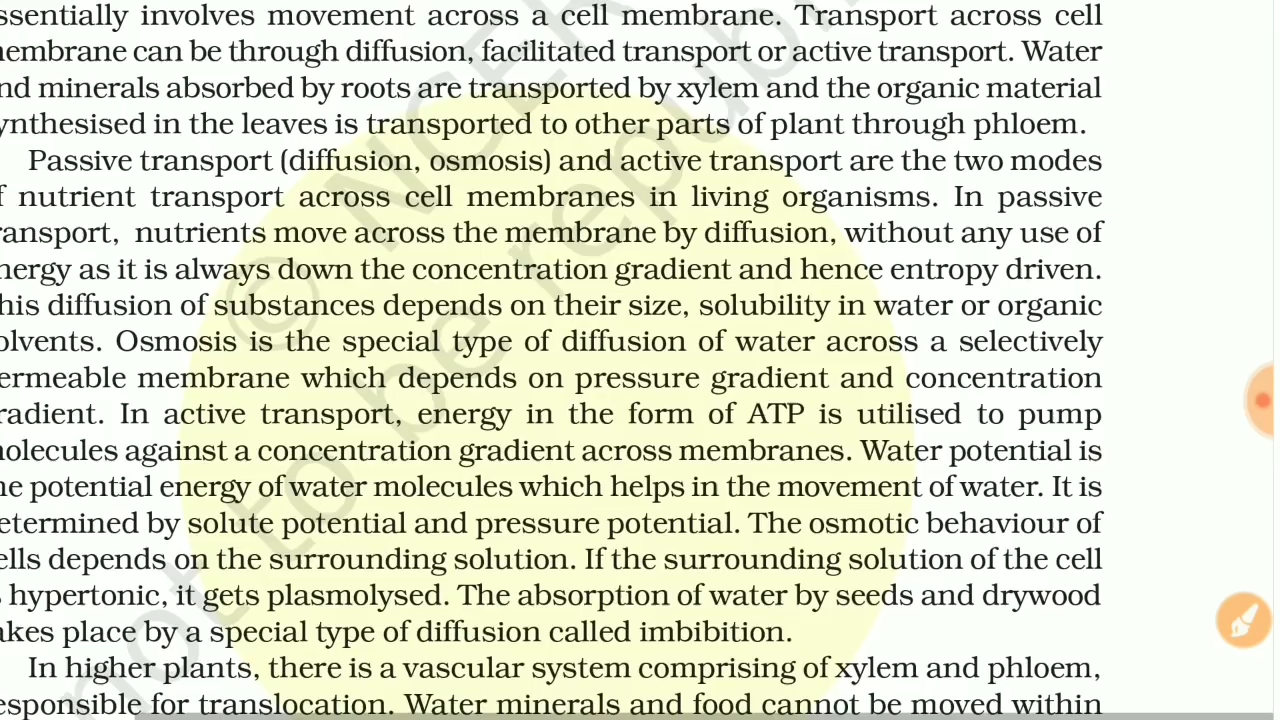 ssentially involves movement across a cell membrane. Transport across cell
embrane can be through diffusion, facilitated transport or active transport. Water
nd minerals absorbed by roots are transported by xylem and the organic material
ynthesised in the leaves is transported to other parts of plant through phloem.
Passive transport (diffusion, osmosis) and active transport are the two modes
f nutrient transport across cell membranes in living organisms. In passive
ransport, nutrients move across the membrane by diffusion, without any use of
nergy as it is always down the concentration gradient and hence entropy driven.
his diffusion of substances depends on their size, solubility in water or organic
olvents. Osmosis is the special type of diffusion of water across a selectively
ermeable membrane which depends on pressure gradient and concentration
radient. In active transport, energy in the form of ATP is utilised to pump
olecules against a concentration gradient across membranes. Water potential is
he potential energy of water molecules which helps in the movement of water. It is
etermined by solute potential and pressure potential. The osmotic behaviour of
ells depends on the surrounding solution. If the surrounding solution of the cell
s hypertonic, it gets plasmolysed. The absorption of water by seeds and drywood
akes place by a special type of diffusion called imbibition.
In higher plants, there is a vascular system comprising of xylem and phloem,
esponsible for translocation. Water minerals and food cannot be moved within
© NCER
not to be republi